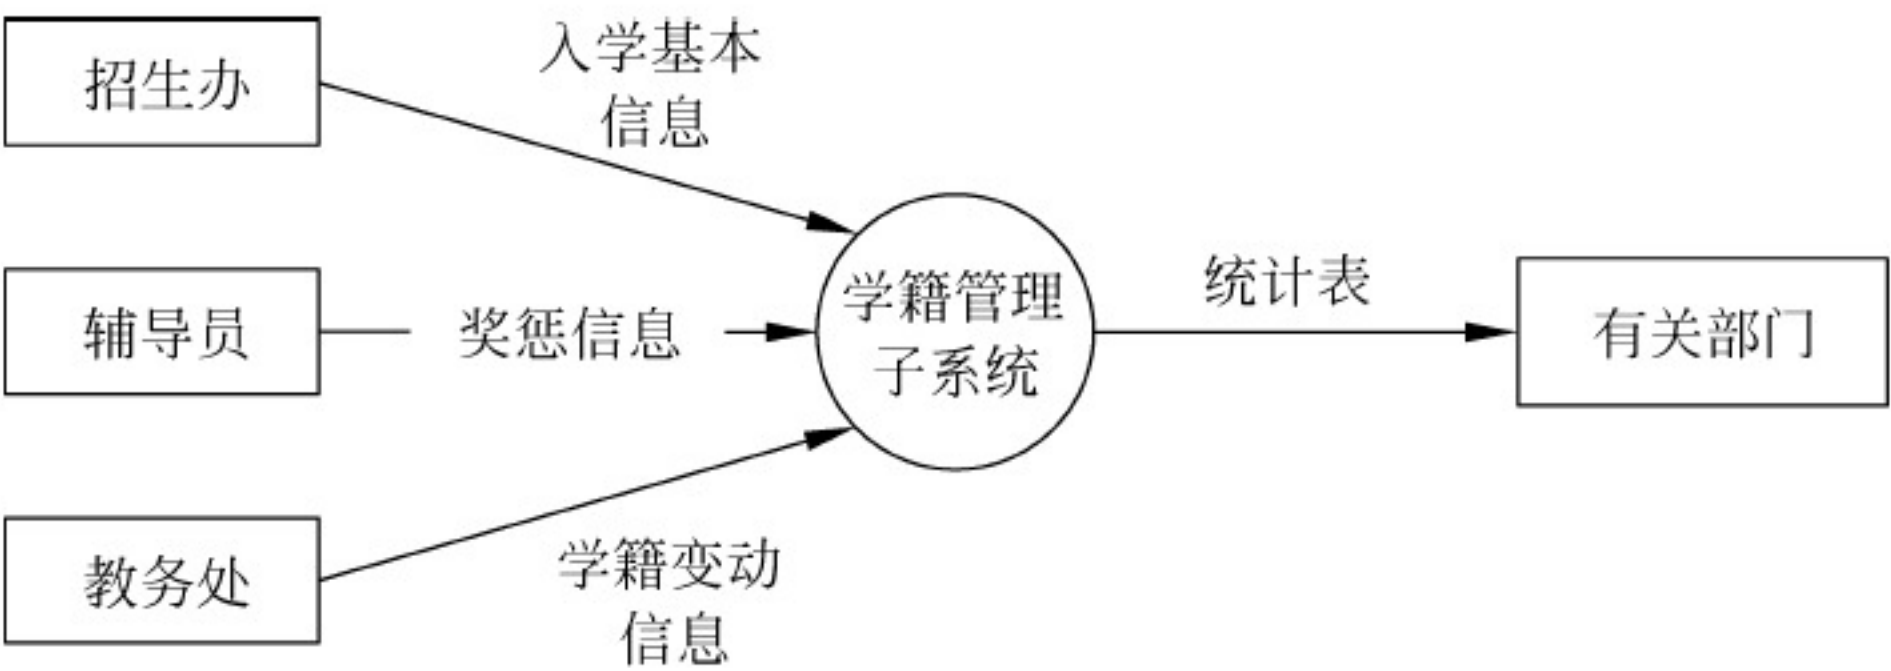 招生办
入学基本
信息
辅导员
奖惩信息
学籍管理
子系统
统计表
有关部门
教务处
学籍变动
信息